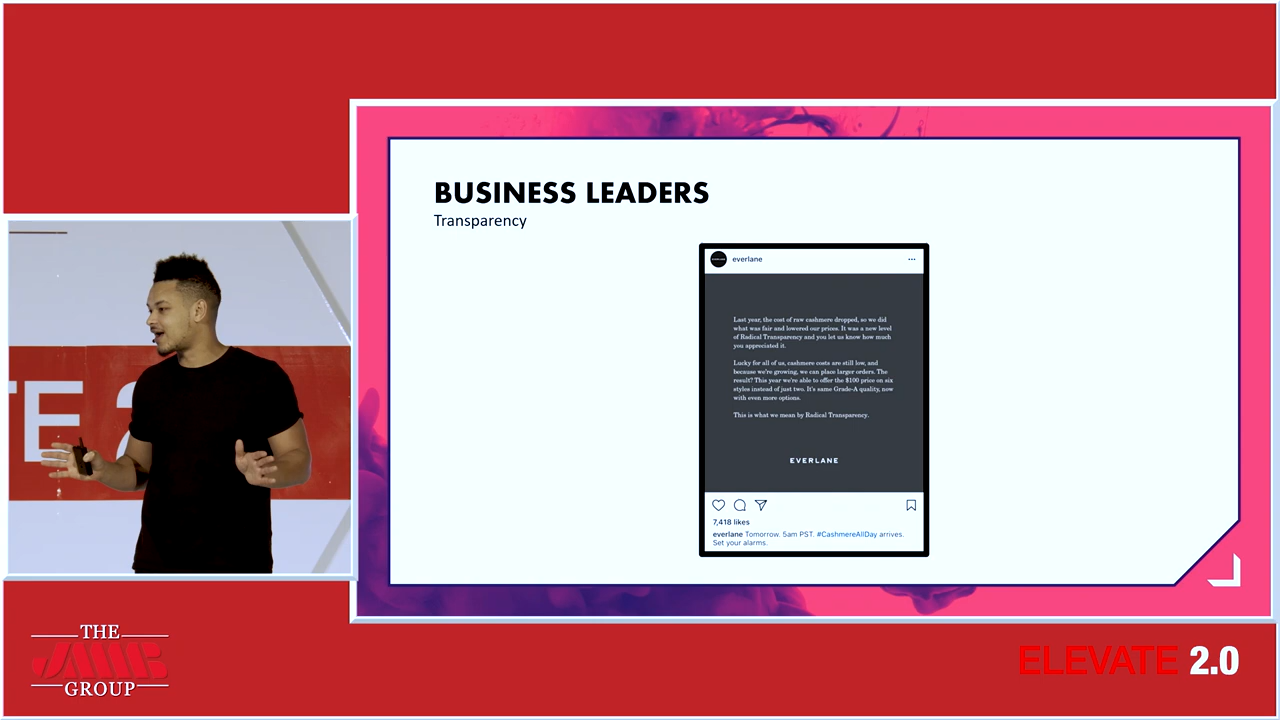 BUSINESS LEADERS
Transparency
everlane
Last year, the cost of raw cashmere dropped, so we did
what was fair and lowered our prices. It was a new level
of Radical Transparency and you let us know how much
you appreciated it.
Lucky for all of us, cashmere costs are still low, and
because we're growing, we can place larger orders. The
result? This year we're able to offer the $100 price on six
styles instead of just two. It's same Grade-A quality, now
with even more options.
This is what we mean by Radical Transparency.
EVERLANE
7,418 likes
everlane Tomorrow. 5am PST. #CashmereAllDay arrives.
Set your alarms.
TE 2
THE
JMG
GROUP
ELEVATE 2.0